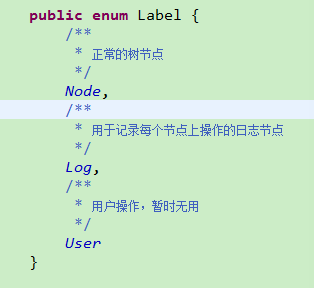 public enum Label {
/**
* 正常的树节点
*/
Node,
/**
* 用于记录每个节点上操作的日志节点
*/
Log,
/**
* 用户操作，暂时无用
*/
User
}